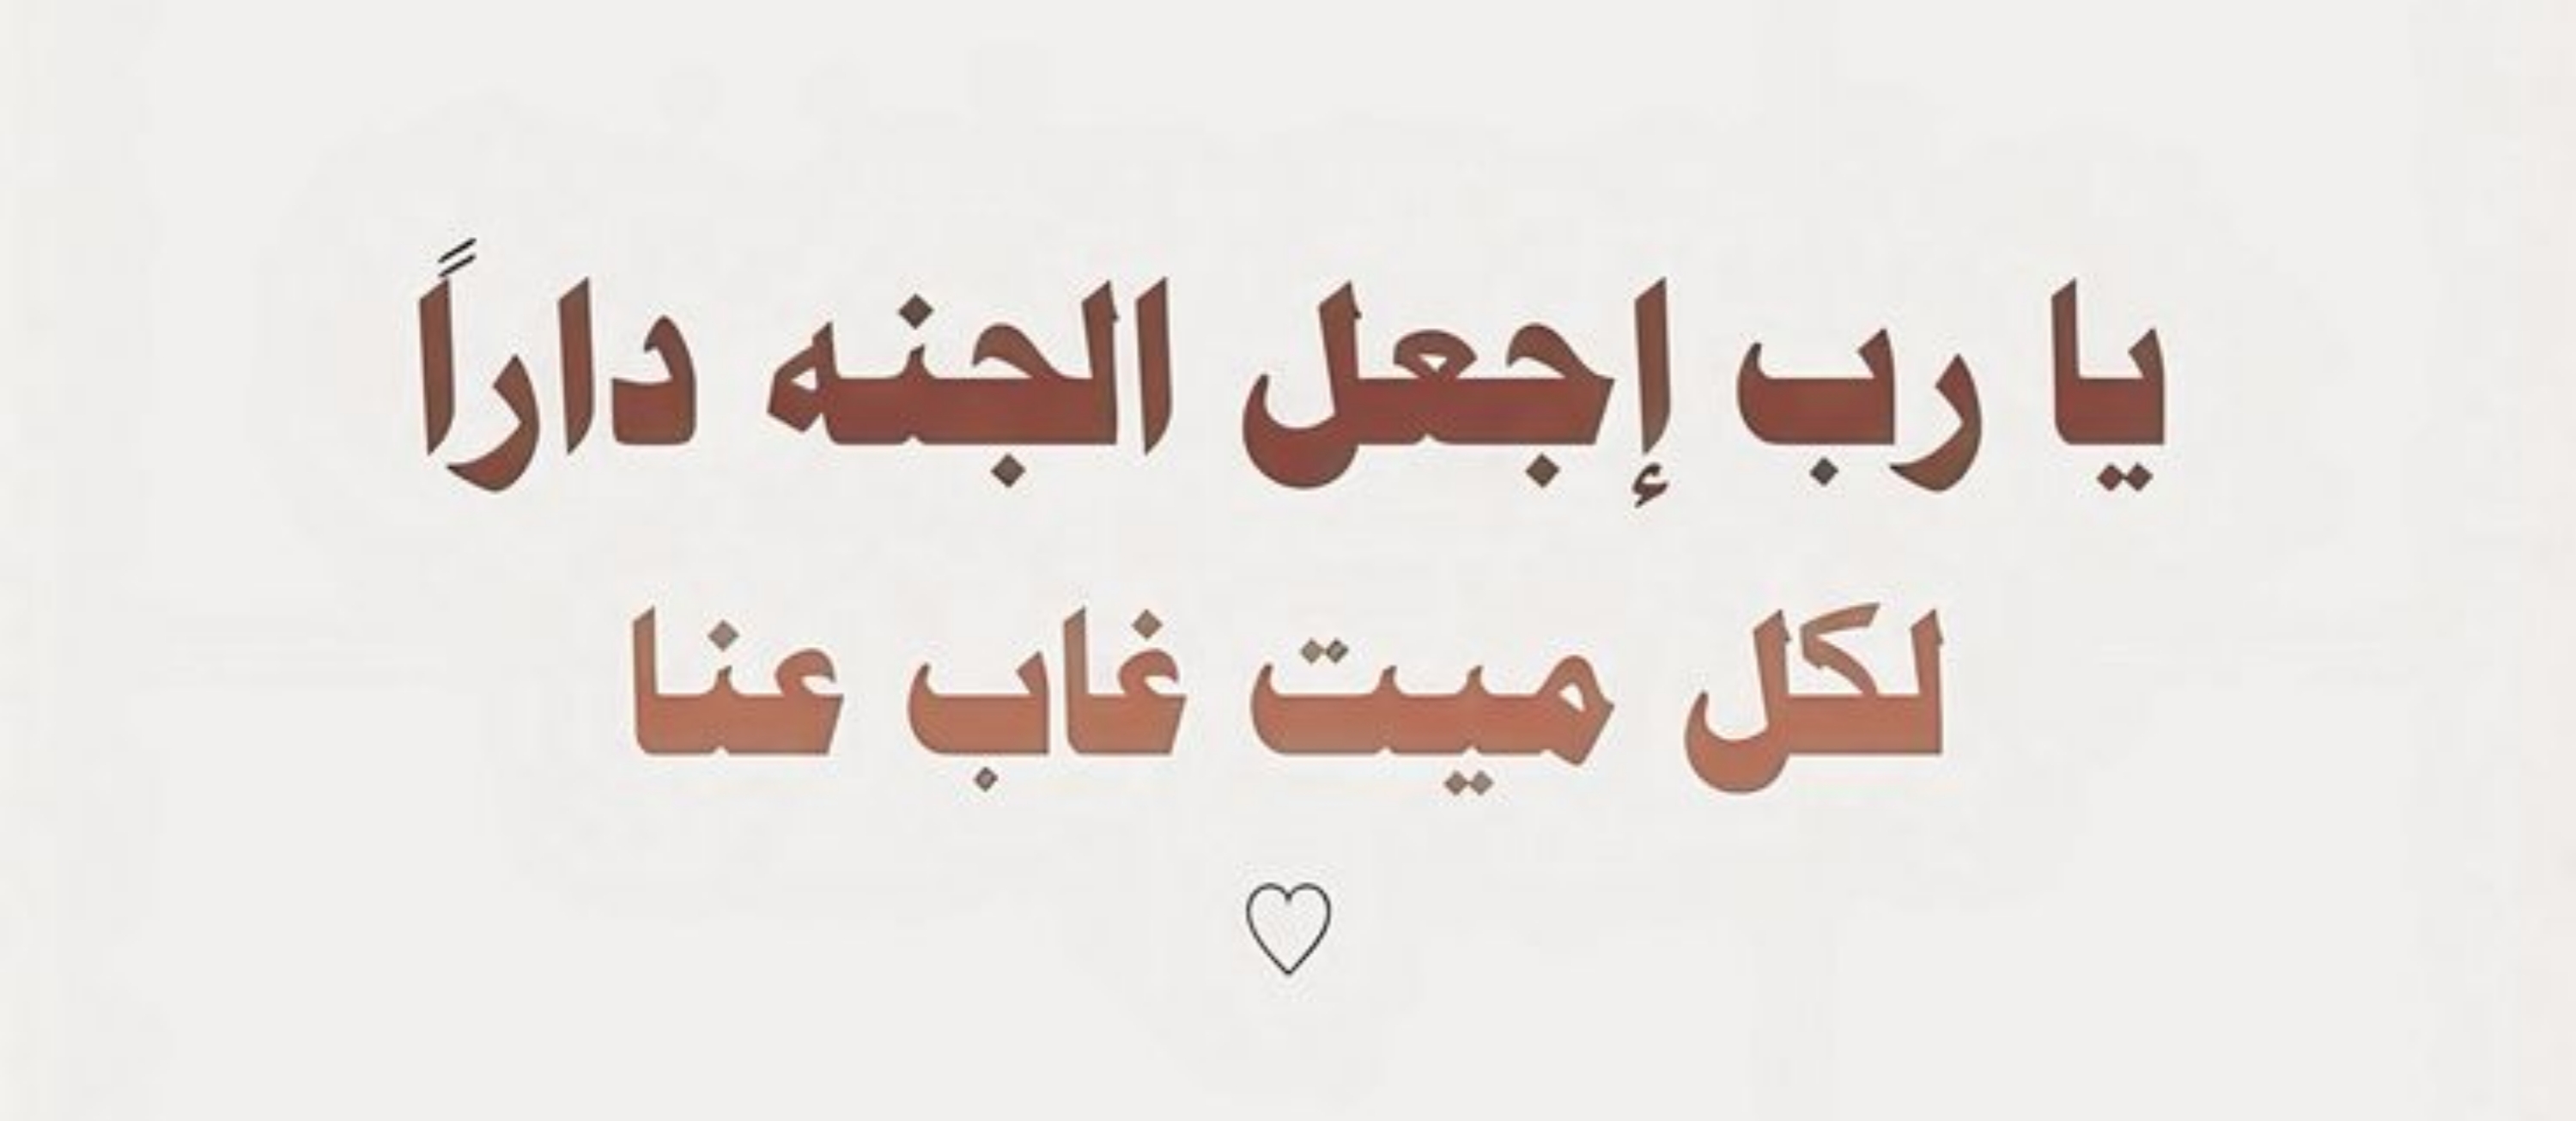 يا رب إجعل الجنه داراً
لكل ميت غاب عنا
♡